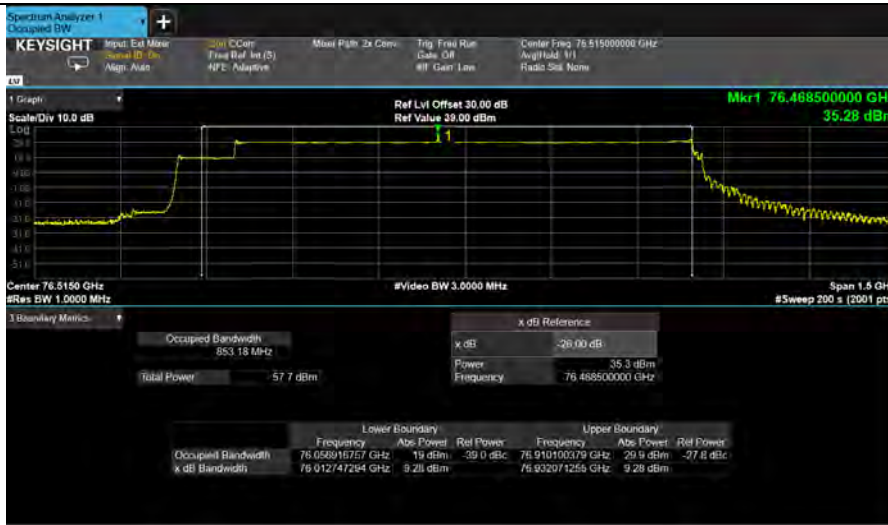 Spectrum Analyzer 1
Occupied BW
KEYSIGHT
Input: Ext Mixer
Signal ID: On
Align: Auto
CCorr
Freq Ref: Int (S)
NFE: Adaptive
Mixer Path: 2x Conv
Trig: Free Run
Gate: Off
#IF Gain: Low
Center Freq: 76.515000000 GHz
Avg|Hold: 1/1
Radio Std: None
1 Graph
Scale/Div 10.0 dB
Ref Lvl Offset 30.00 dB
Ref Value 39.00 dBm
Mkr1 76.468500000 GH
35.28 dBr
Log
1
Center 76.5150 GHz
#Res BW 1.0000 MHz
#Video BW 3.0000 MHz
Span 1.5 GH
#Sweep 200 s (2001 pts
3 Boundary Metrics
Occupied Bandwidth
853.18 MHz
Total Power 57.7 dBm
x dB Reference
x dB -26.00 dB
Power 35.3 dBm
Frequency 76.468500000 GHz
Lower Boundary Upper Boundary
Frequency Abs Power Rel Power Frequency Abs Power Rel Power
Occupied Bandwidth 76.056916757 GHz 19 dBm -39.0 dBc 76.910100379 GHz 29.9 dBm -27.8 dBc
x dB Bandwidth 76.012747294 GHz 9.28 dBm 76.932071255 GHz 9.28 dBm